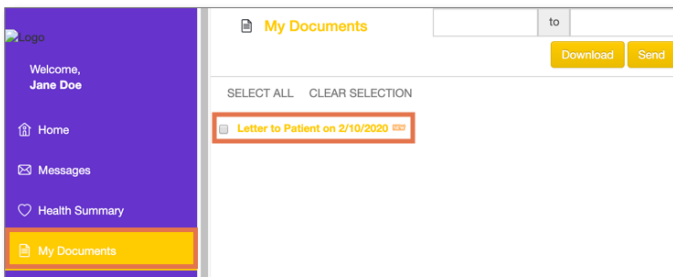 Logo
Welcome,
Jane Doe
Home
Messages
Health Summary
My Documents
My Documents
to
Download Send
SELECT ALL CLEAR SELECTION
Letter to Patient on 2/10/2020